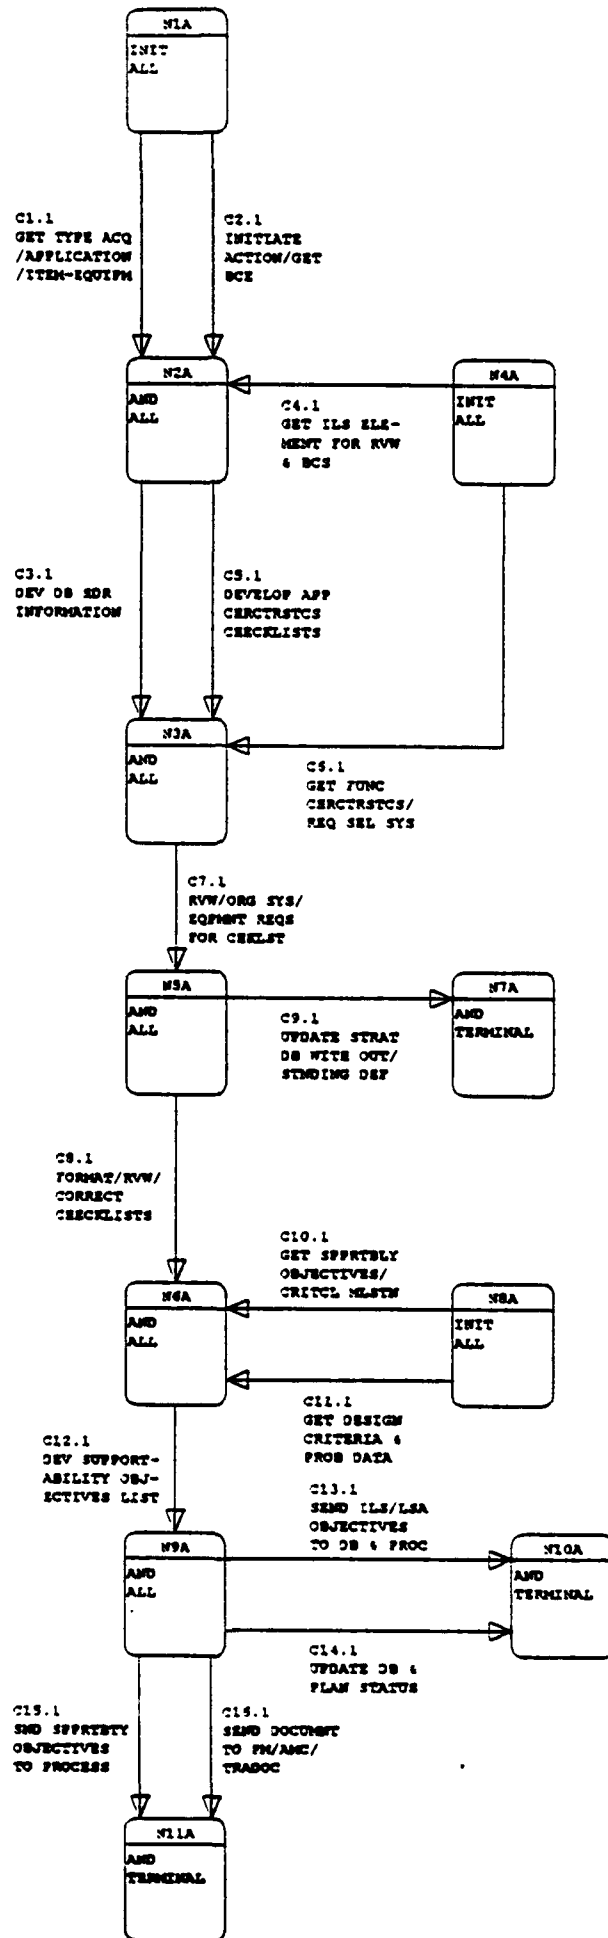 N1A
INIT
ALL
C1.1
GET TYPE ACQ
/APPLICATION
/ITEM-EQUIPM
C2.1
INITIATE
ACTION/GET
BCE
N2A
AND
ALL
N4A
INIT
ALL
C4.1
GET ILS ELE-
MENT FOR RVW
& BCS
C3.1
DEV DB SDR
INFORMATION
C5.1
DEVELOP APP
CHRCTRSTCS
CHECKLISTS
N3A
AND
ALL
C6.1
GET FUNC
CHRCTRSTCS/
REQ SEL SYS
C7.1
RVW/ORG SYS/
EQPMNT REQS
FOR CHKLST
N5A
AND
ALL
N7A
AND
TERMINAL
C9.1
UPDATE STRAT
DB WITH OUT/
STNDING DEF
C8.1
FORMAT/RVW/
CORRECT
CHECKLISTS
C10.1
GET SPPRTBLY
OBJECTIVES/
CRITCL MLSTN
N6A
AND
ALL
N8A
INIT
ALL
C11.1
GET DESIGN
CRITERIA &
PROB DATA
C12.1
DEV SUPPORT-
ABILITY OBJ-
ECTIVES LIST
C13.1
SEND ILS/LSA
OBJECTIVES
TO DB & PROC
N9A
AND
ALL
N10A
AND
TERMINAL
C14.1
UPDATE DB &
PLAN STATUS
C15.1
SND SPPRTBTY
OBJECTIVES
TO PROCESS
C16.1
SEND DOCUMNT
TO PM/AMC/
TRADOC
N11A
AND
TERMINAL